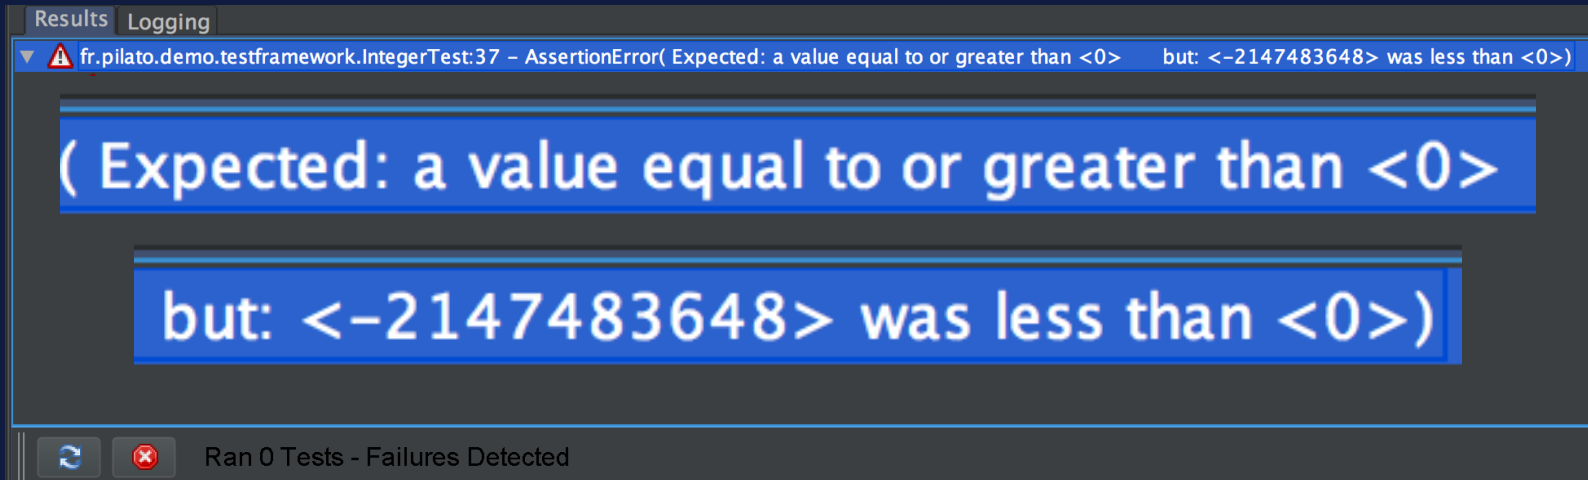 Results Logging
fr.pilato.demo.testframework.IntegerTest:37 – AssertionError( Expected: a value equal to or greater than <0> but: <-2147483648> was less than <0>)
( Expected: a value equal to or greater than <0>
but: <-2147483648> was less than <0>)
Ran 0 Tests - Failures Detected